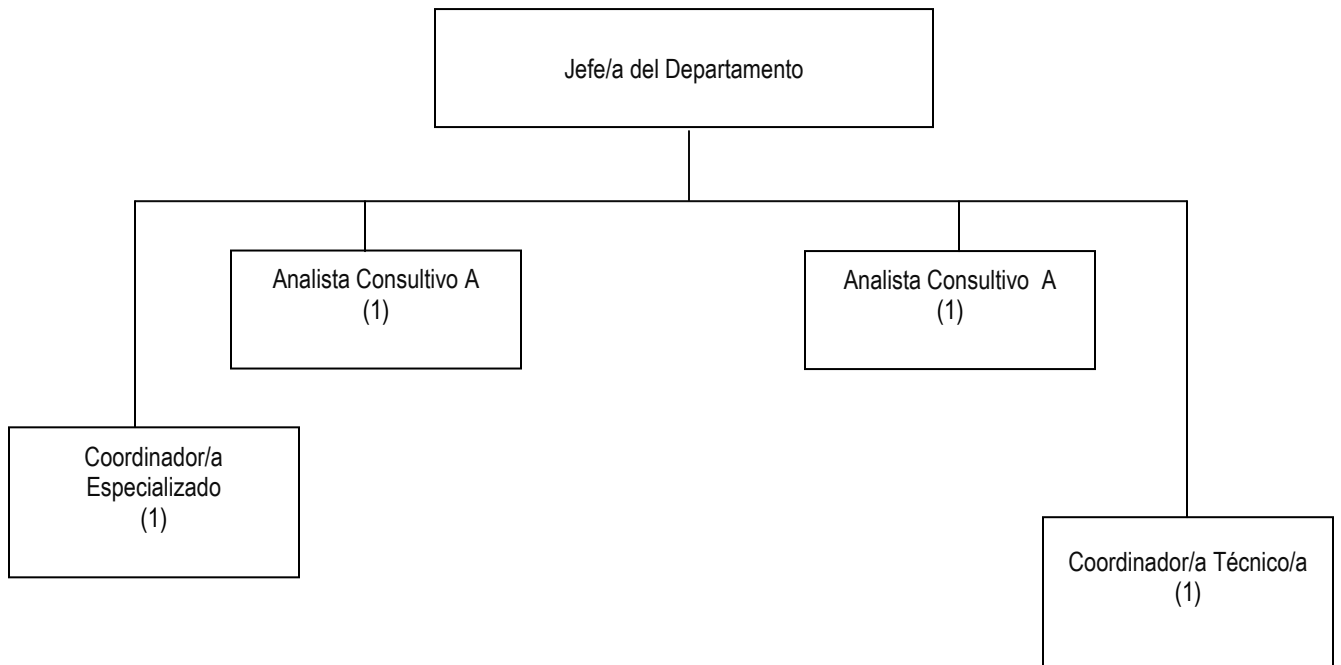 Jefe/a del Departamento
Analista Consultivo A
(1)
Analista Consultivo A
(1)
Coordinador/a
Especializado
(1)
Coordinador/a Técnico/a
(1)